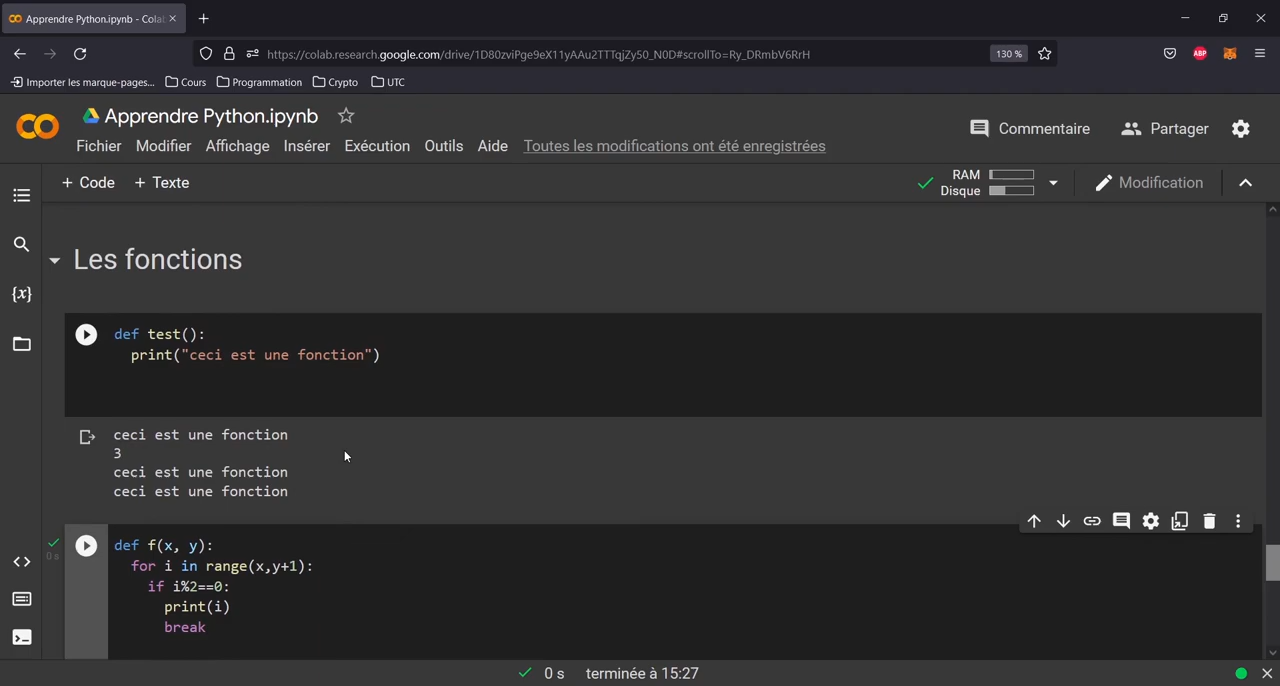 Apprendre Python.ipynb - Cola
https://colab.research.google.com/drive/1D80zviPge9eX11yAAu2TTTqjZy50_N0D#scrollTo=Ry_DRmbV6RrH
130 %
ABP
Importer les marque-pages...
Cours
Programmation
Crypto
UTC
Apprendre Python.ipynb
Commentaire
Partager
Fichier
Modifier
Affichage
Insérer
Exécution
Outils
Aide
Toutes les modifications ont été enregistrées
+ Code
+ Texte
RAM
Disque
Modification
Les fonctions
def test():
print("ceci est une fonction")
ceci est une fonction
3
ceci est une fonction
ceci est une fonction
0 s
def f(x, y):
for i in range(x,y+1):
if i%2==0:
print(i)
break
0 s terminée à 15:27